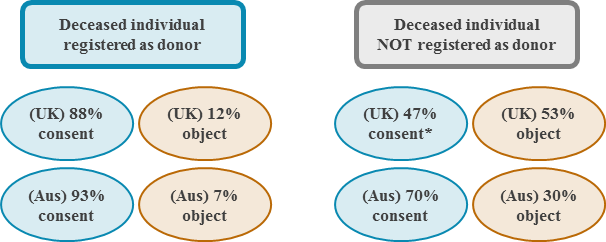 Deceased individual
registered as donor
Deceased individual
NOT registered as donor
(UK) 88%
consent
(UK) 12%
object
(UK) 47%
consent*
(UK) 53%
object
(Aus) 93%
consent
(Aus) 7%
object
(Aus) 70%
consent
(Aus) 30%
object